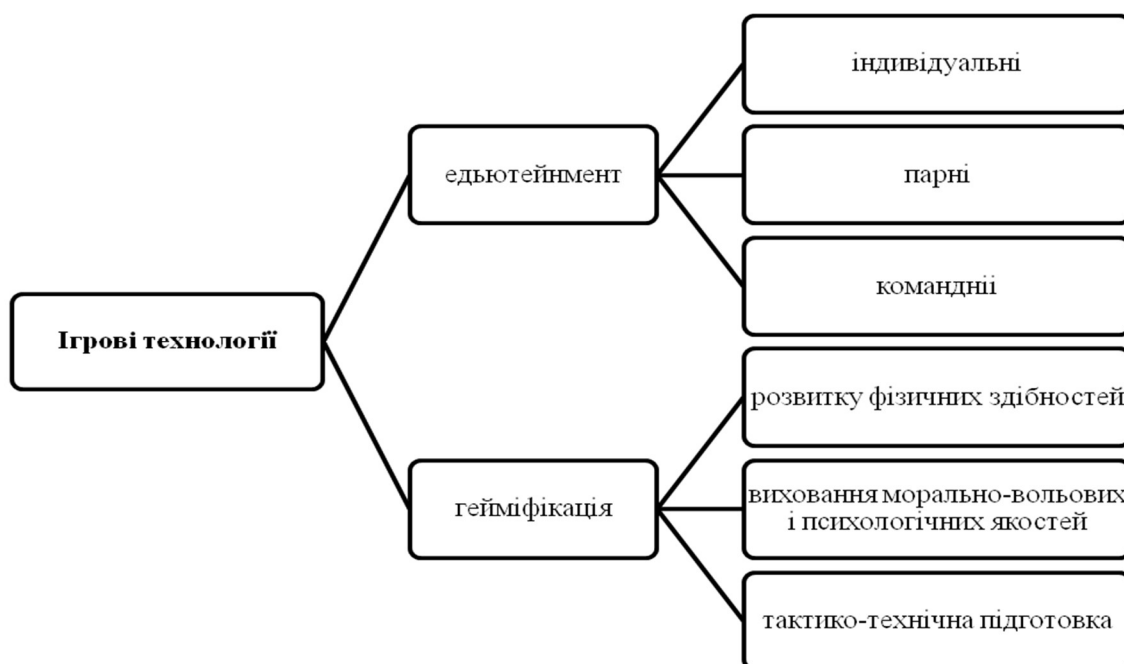 індивідуальні
едьютейнмент
парні
командніі
Ігрові технології
розвитку фізичних здібностей
гейміфікація
виховання морально-вольових
і психологічних якостей
тактико-технічна підготовка